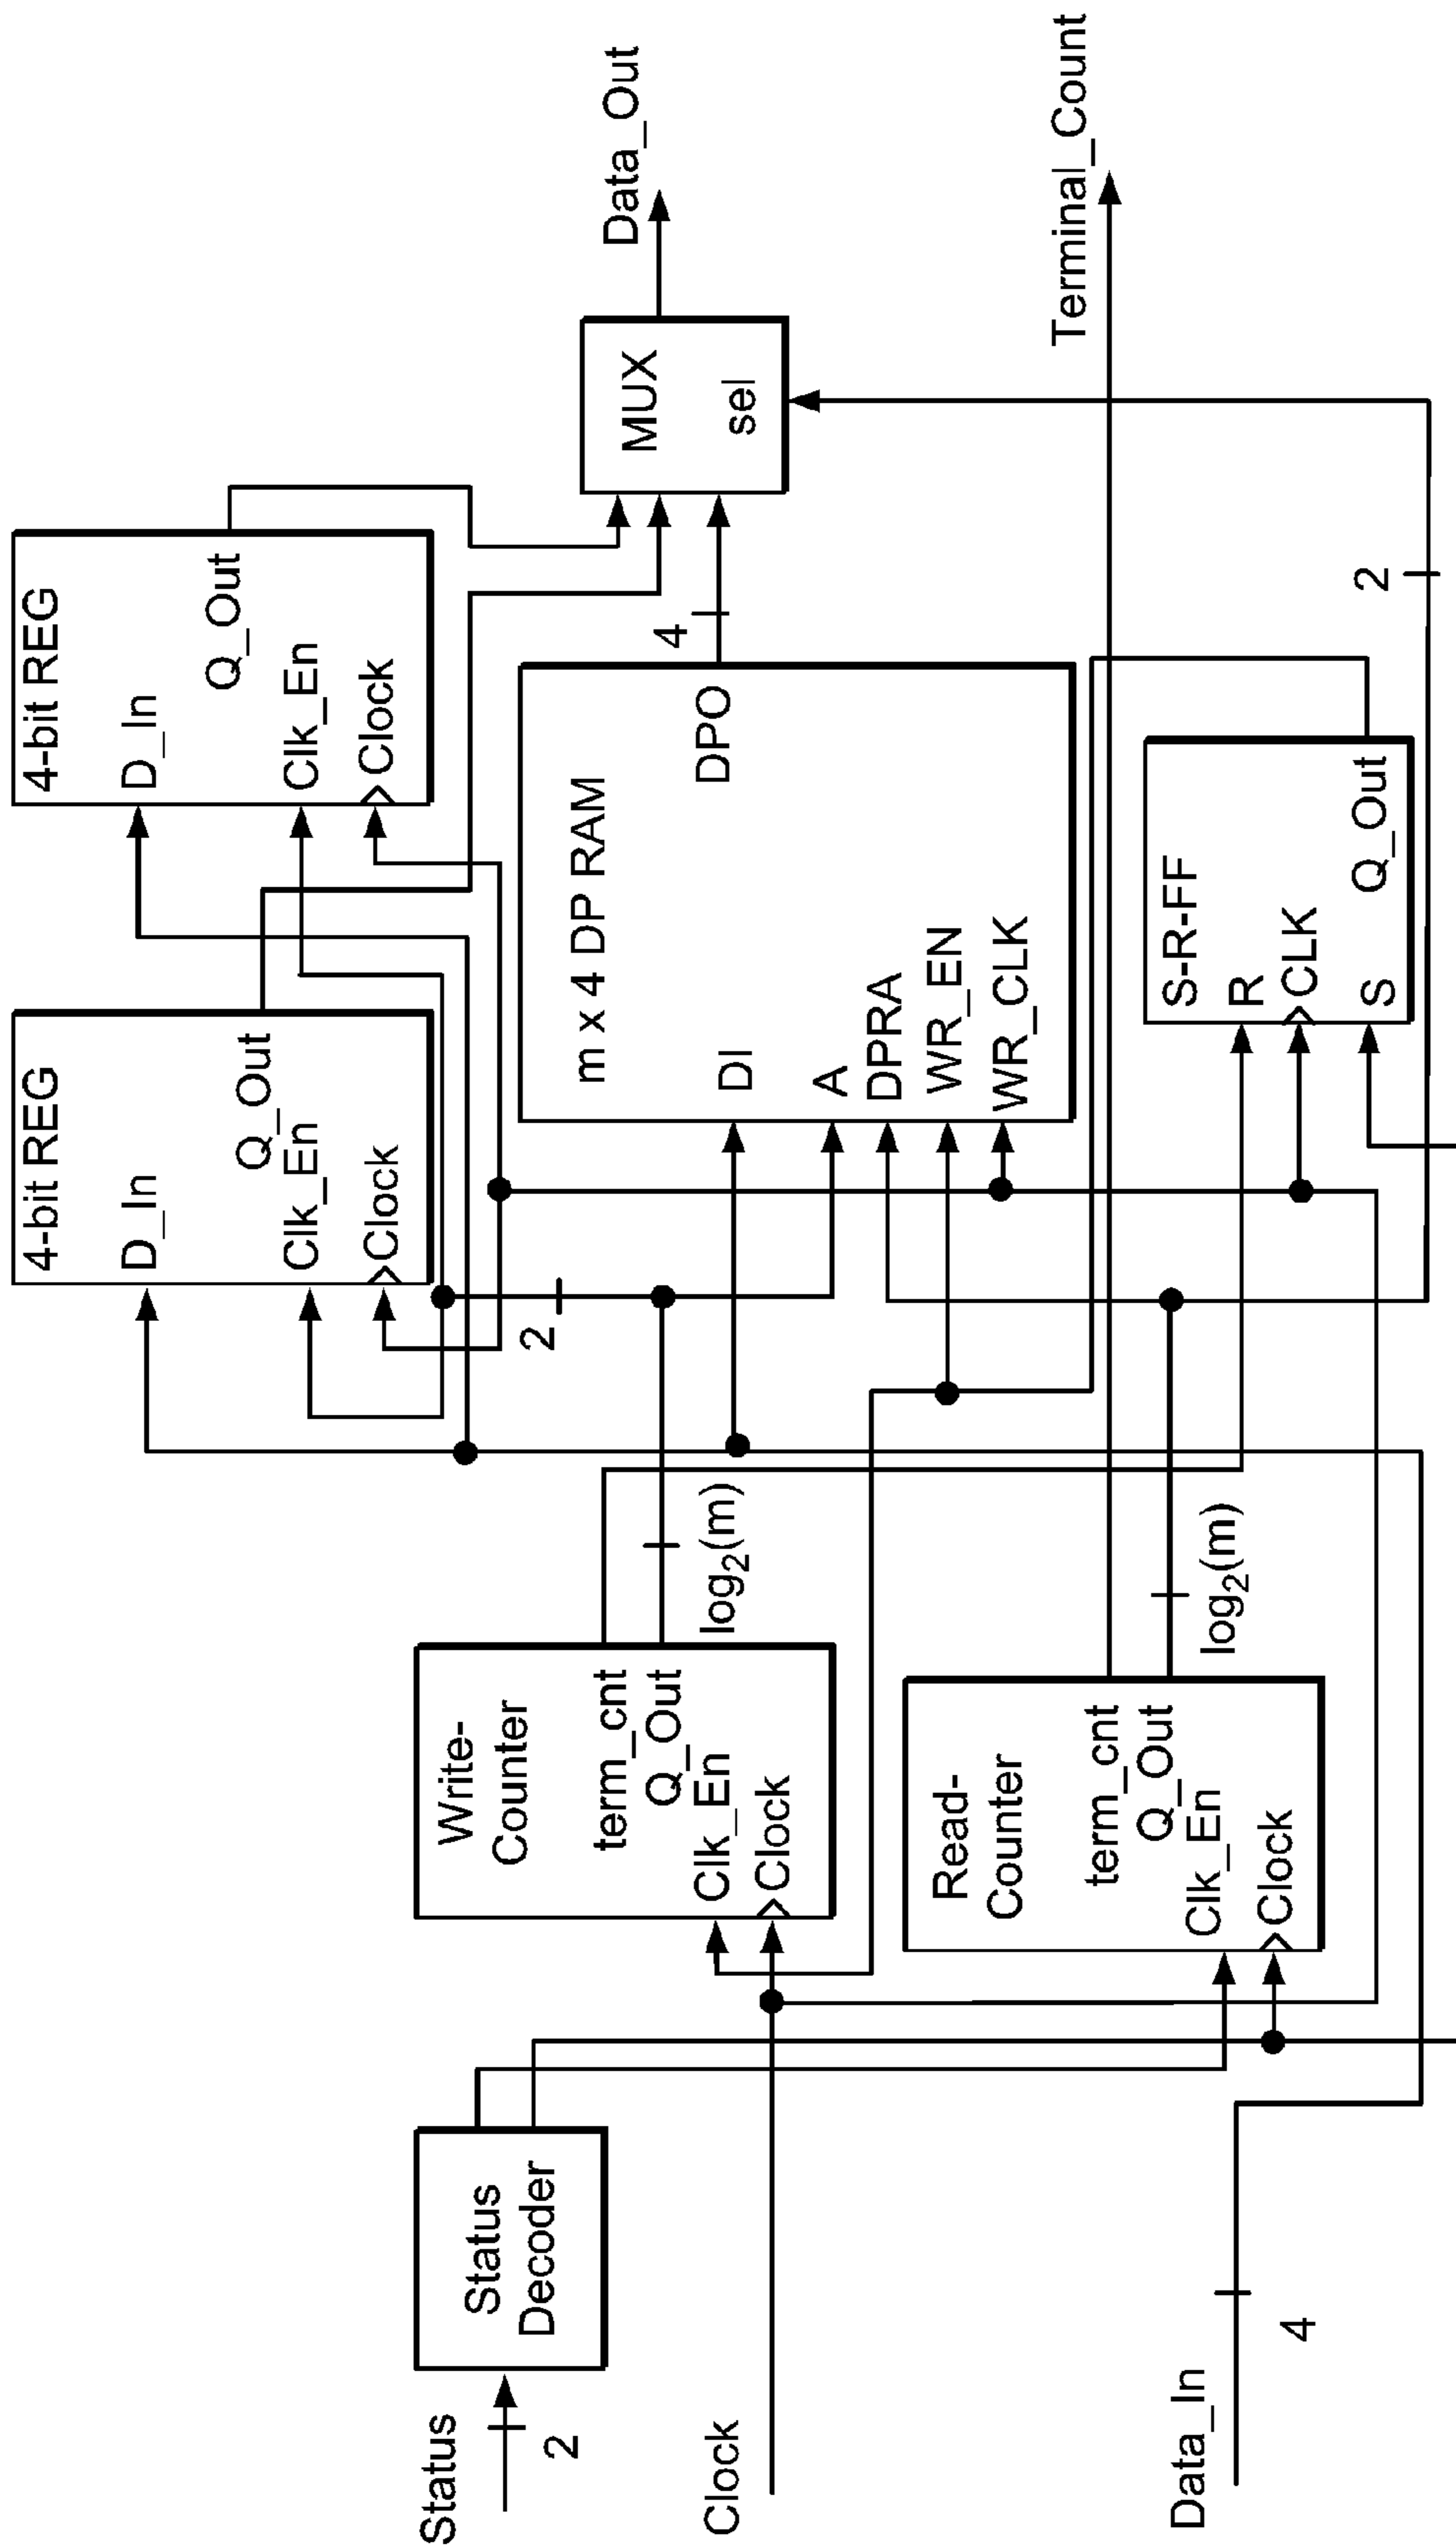 Status
2
Status
Decoder
Clock
Data_In
4
Write-
Counter
term_cnt
Q_Out
Clk_En
Clock
log₂(m)
Read-
Counter
term_cnt
Q_Out
Clk_En
Clock
log₂(m)
4-bit REG
D_In
Q_Out
Clk_En
Clock
2
4-bit REG
D_In
Q_Out
Clk_En
Clock
m x 4 DP RAM
DI
A
DPRA
WR_EN
WR_CLK
DPO
4
S-R-FF
R
CLK
S
Q_Out
2
MUX
sel
Data_Out
Terminal_Count